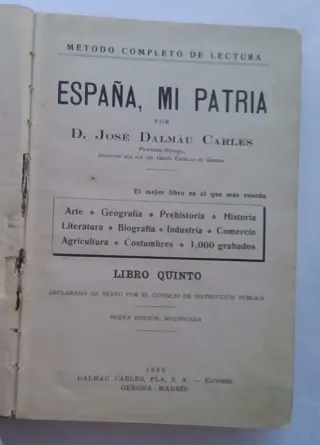 MÉTODO COMPLETO DE LECTURA
ESPAÑA, MI PATRIA
POR
D. JOSÉ DALMÁU CARLES
El mejor libro es el que más enseña
Arte • Geografía • Prehistoria • Historia
Literatura • Biografía • Industria • Comercio
Agricultura • Costumbres • 1,000 grabados
LIBRO QUINTO
DECLARADO DE TEXTO POR EL CONSEJO DE INSTRUCCIÓN PÚBLICA
NUEVA EDICIÓN, MODIFICADA
DALMAU CARLES, PLA, S. A. — EDITORES
GERONA - MADRID